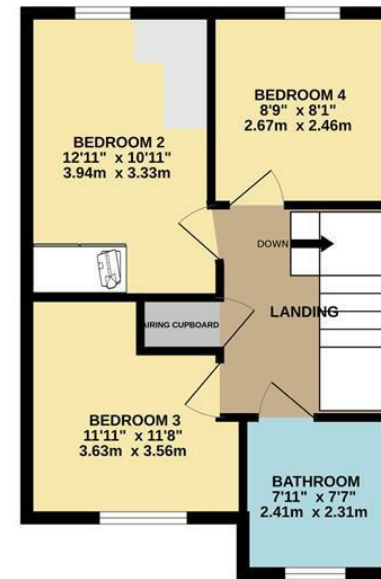 BEDROOM 2
12'11" x 10'11"
3.94m x 3.33m
BEDROOM 4
8'9" x 8'1"
2.67m x 2.46m
DOWN
LANDING
AIRING CUPBOARD
BEDROOM 3
11'11" x 11'8"
3.63m x 3.56m
BATHROOM
7'11" x 7'7"
2.41m x 2.31m